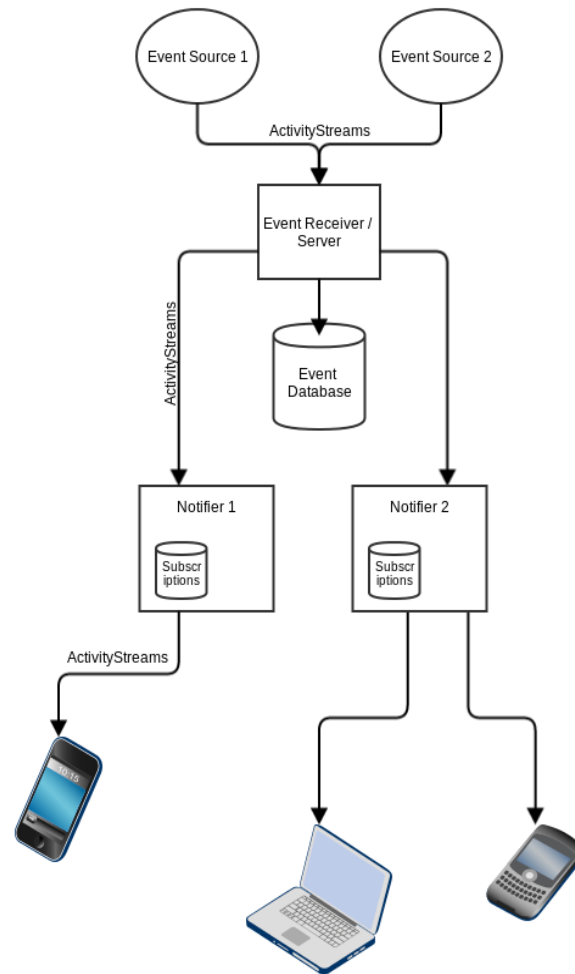 Event Source 1
Event Source 2
ActivityStreams
Event Receiver /
Server
ActivityStreams
Event
Database
Notifier 1
Notifier 2
Subscr
iptions
Subscr
iptions
ActivityStreams
10:15